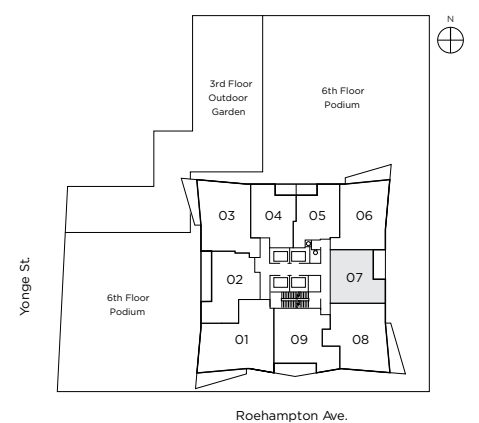 N
3rd Floor
Outdoor
Garden
6th Floor
Podium
03
04
05
06
02
07
Yonge St.
6th Floor
Podium
01
09
08
Roehampton Ave.